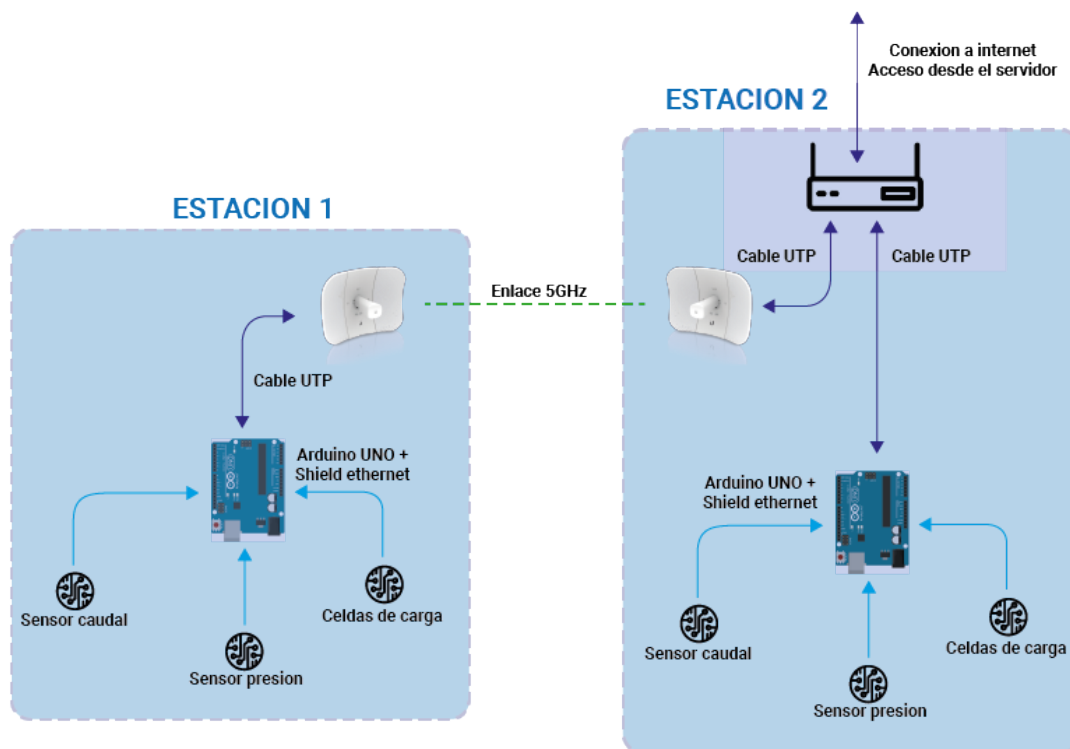 Conexion a internet
Acceso desde el servidor
ESTACION 2
ESTACION 1
Cable UTP
Cable UTP
Enlace 5GHz
Cable UTP
Arduino UNO +
Shield ethernet
Arduino UNO +
Shield ethernet
Sensor caudal
Celdas de carga
Sensor presion
Sensor caudal
Celdas de carga
Sensor presion